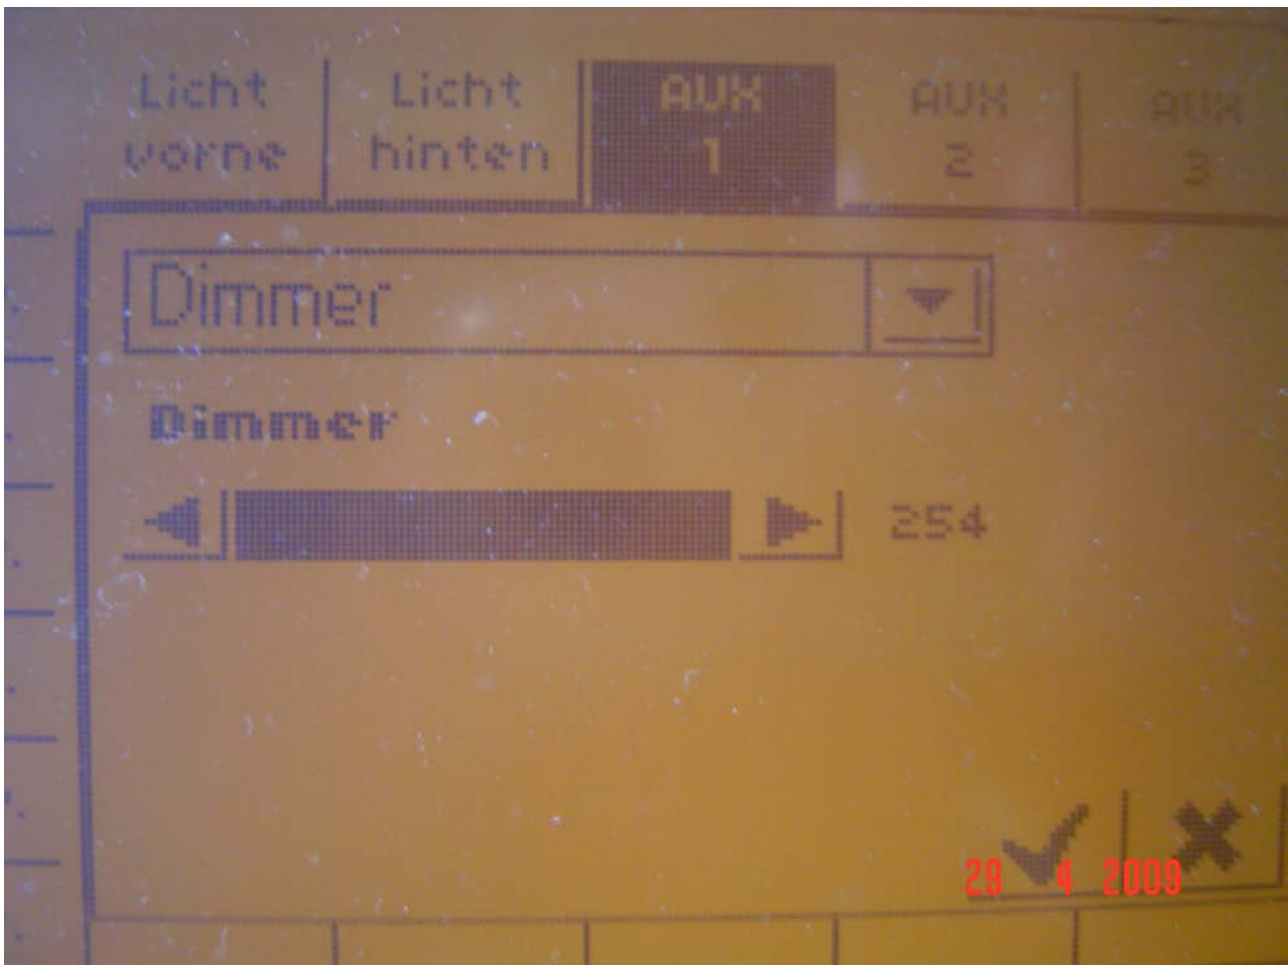 Licht vorne
Licht hinten
AUX 1
AUX 2
AUX 3
Dimmer
Dimmer
254
29 4 2009